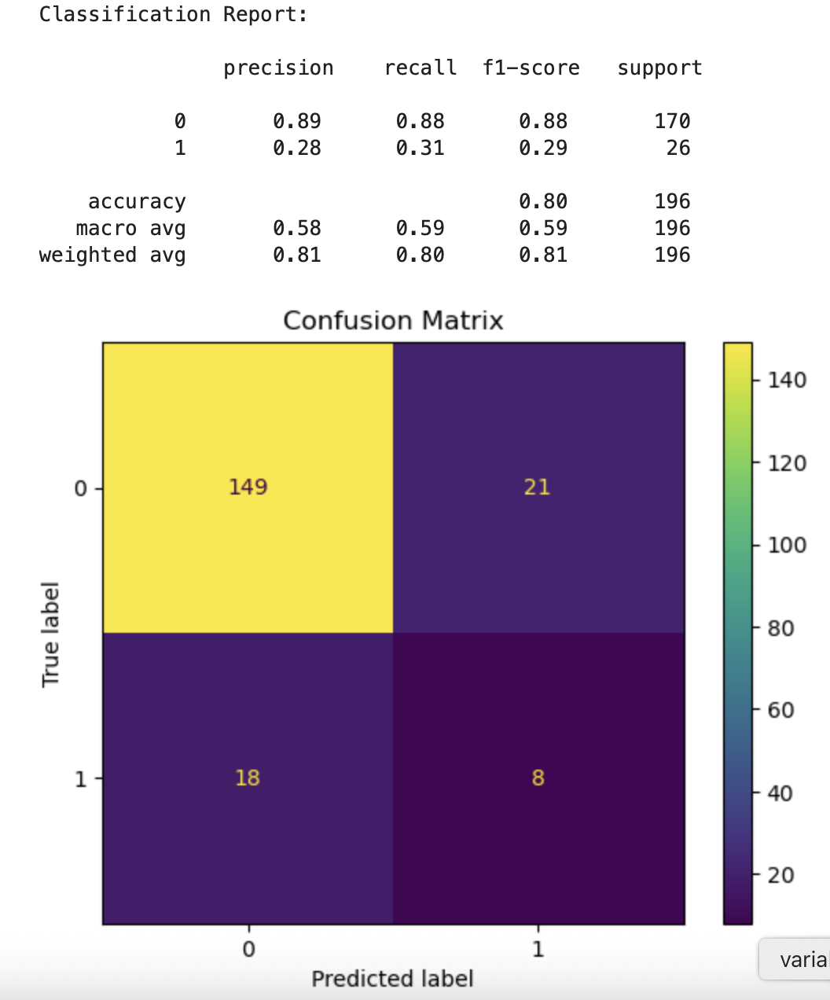 Classification Report:
precision recall f1-score support
0 0.89 0.88 0.88 170
1 0.28 0.31 0.29 26
accuracy 0.80 196
macro avg 0.58 0.59 0.59 196
weighted avg 0.81 0.80 0.81 196
Confusion Matrix
140
120
0 149 21
100
True label
80
60
1 18 8
40
20
0 1
Predicted label